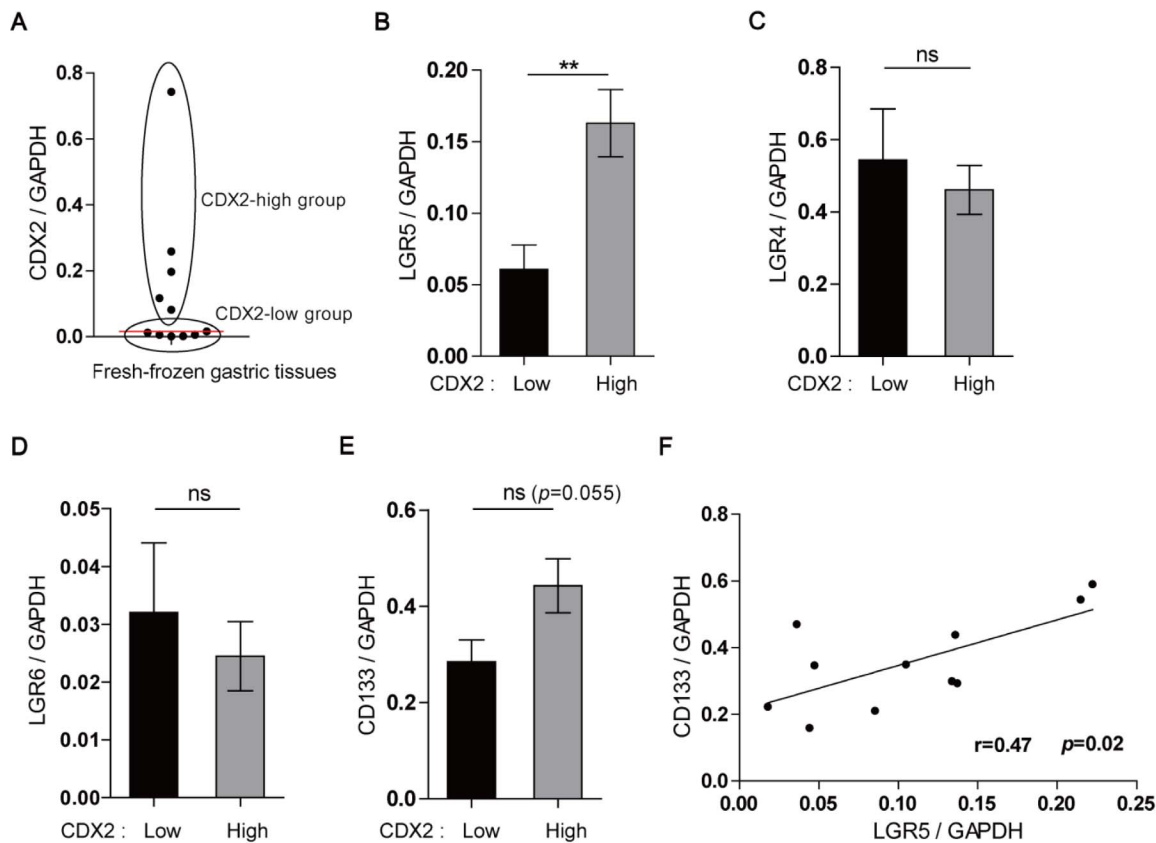 A
CDX2 / GAPDH
0.8
0.6
0.4
0.2
0.0
CDX2-high group
CDX2-low group
Fresh-frozen gastric tissues
B
LGR5 / GAPDH
0.20
0.15
0.10
0.05
0.00
**
CDX2 : Low High
C
LGR4 / GAPDH
0.8
0.6
0.4
0.2
0.0
ns
CDX2 : Low High
D
LGR6 / GAPDH
0.05
0.04
0.03
0.02
0.01
0.00
ns
CDX2 : Low High
E
CD133 / GAPDH
0.6
0.4
0.2
0.0
ns (p=0.055)
CDX2 : Low High
F
CD133 / GAPDH
0.8
0.6
0.4
0.2
0.0
r=0.47 p=0.02
0.00 0.05 0.10 0.15 0.20 0.25
LGR5 / GAPDH